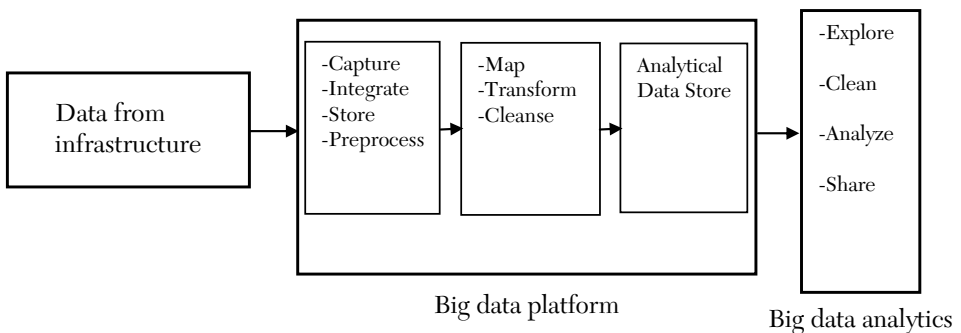 Data from
infrastructure
-Capture
-Integrate
-Store
-Preprocess
-Map
-Transform
-Cleanse
Analytical
Data Store
Big data platform
-Explore
-Clean
-Analyze
-Share
Big data analytics